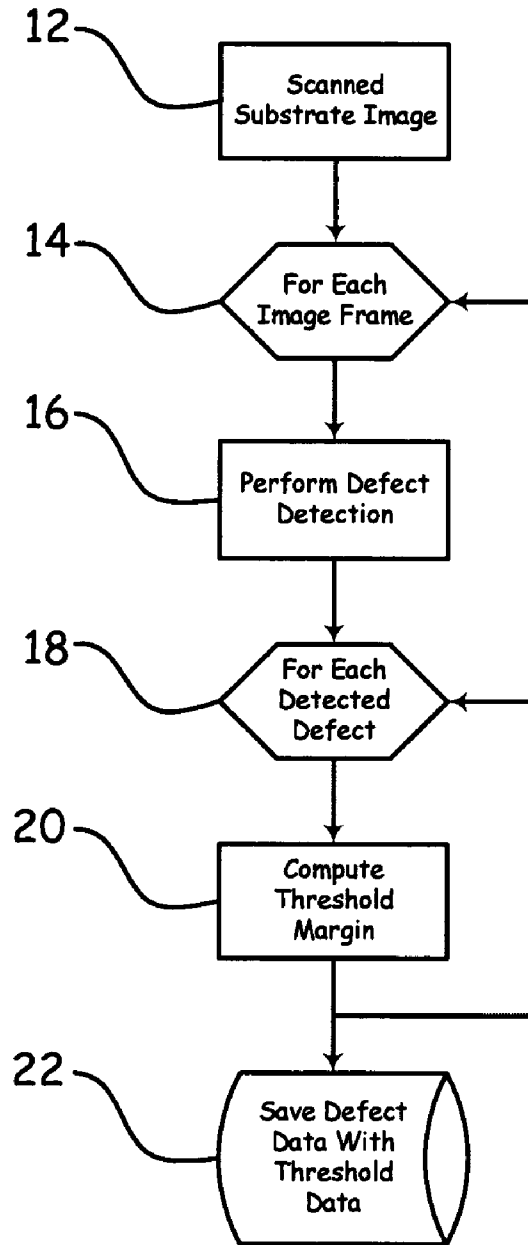 12
Scanned
Substrate Image
14
For Each
Image Frame
16
Perform Defect
Detection
18
For Each
Detected
Defect
20
Compute
Threshold
Margin
22
Save Defect
Data With
Threshold
Data